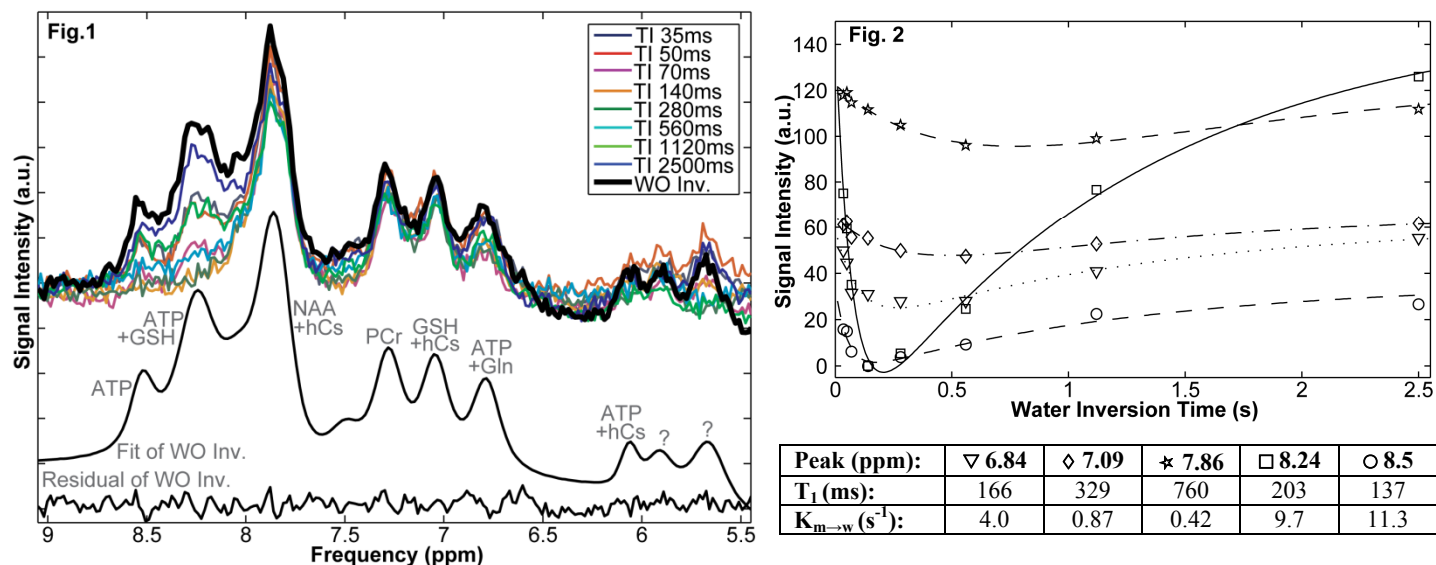 Fig.1
TI 35ms
TI 50ms
TI 70ms
TI 140ms
TI 280ms
TI 560ms
TI 1120ms
TI 2500ms
WO Inv.
Signal Intensity (a.u.)
ATP
ATP
+GSH
NAA
+hCs
PCr
GSH
+hCs
ATP
+Gln
ATP
+hCs
?
?
Fit of WO Inv.
Residual of WO Inv.
9 8.5 8 7.5 7 6.5 6 5.5
Frequency (ppm)
Fig. 2
Signal Intensity (a.u.)
140
120
100
80
60
40
20
0
0 0.5 1 1.5 2 2.5
Water Inversion Time (s)
Peak (ppm): ▽ 6.84 ◇ 7.09 ☆ 7.86 □ 8.24 ○ 8.5
T1 (ms): 166 329 760 203 137
Km→w (s-1): 4.0 0.87 0.42 9.7 11.3